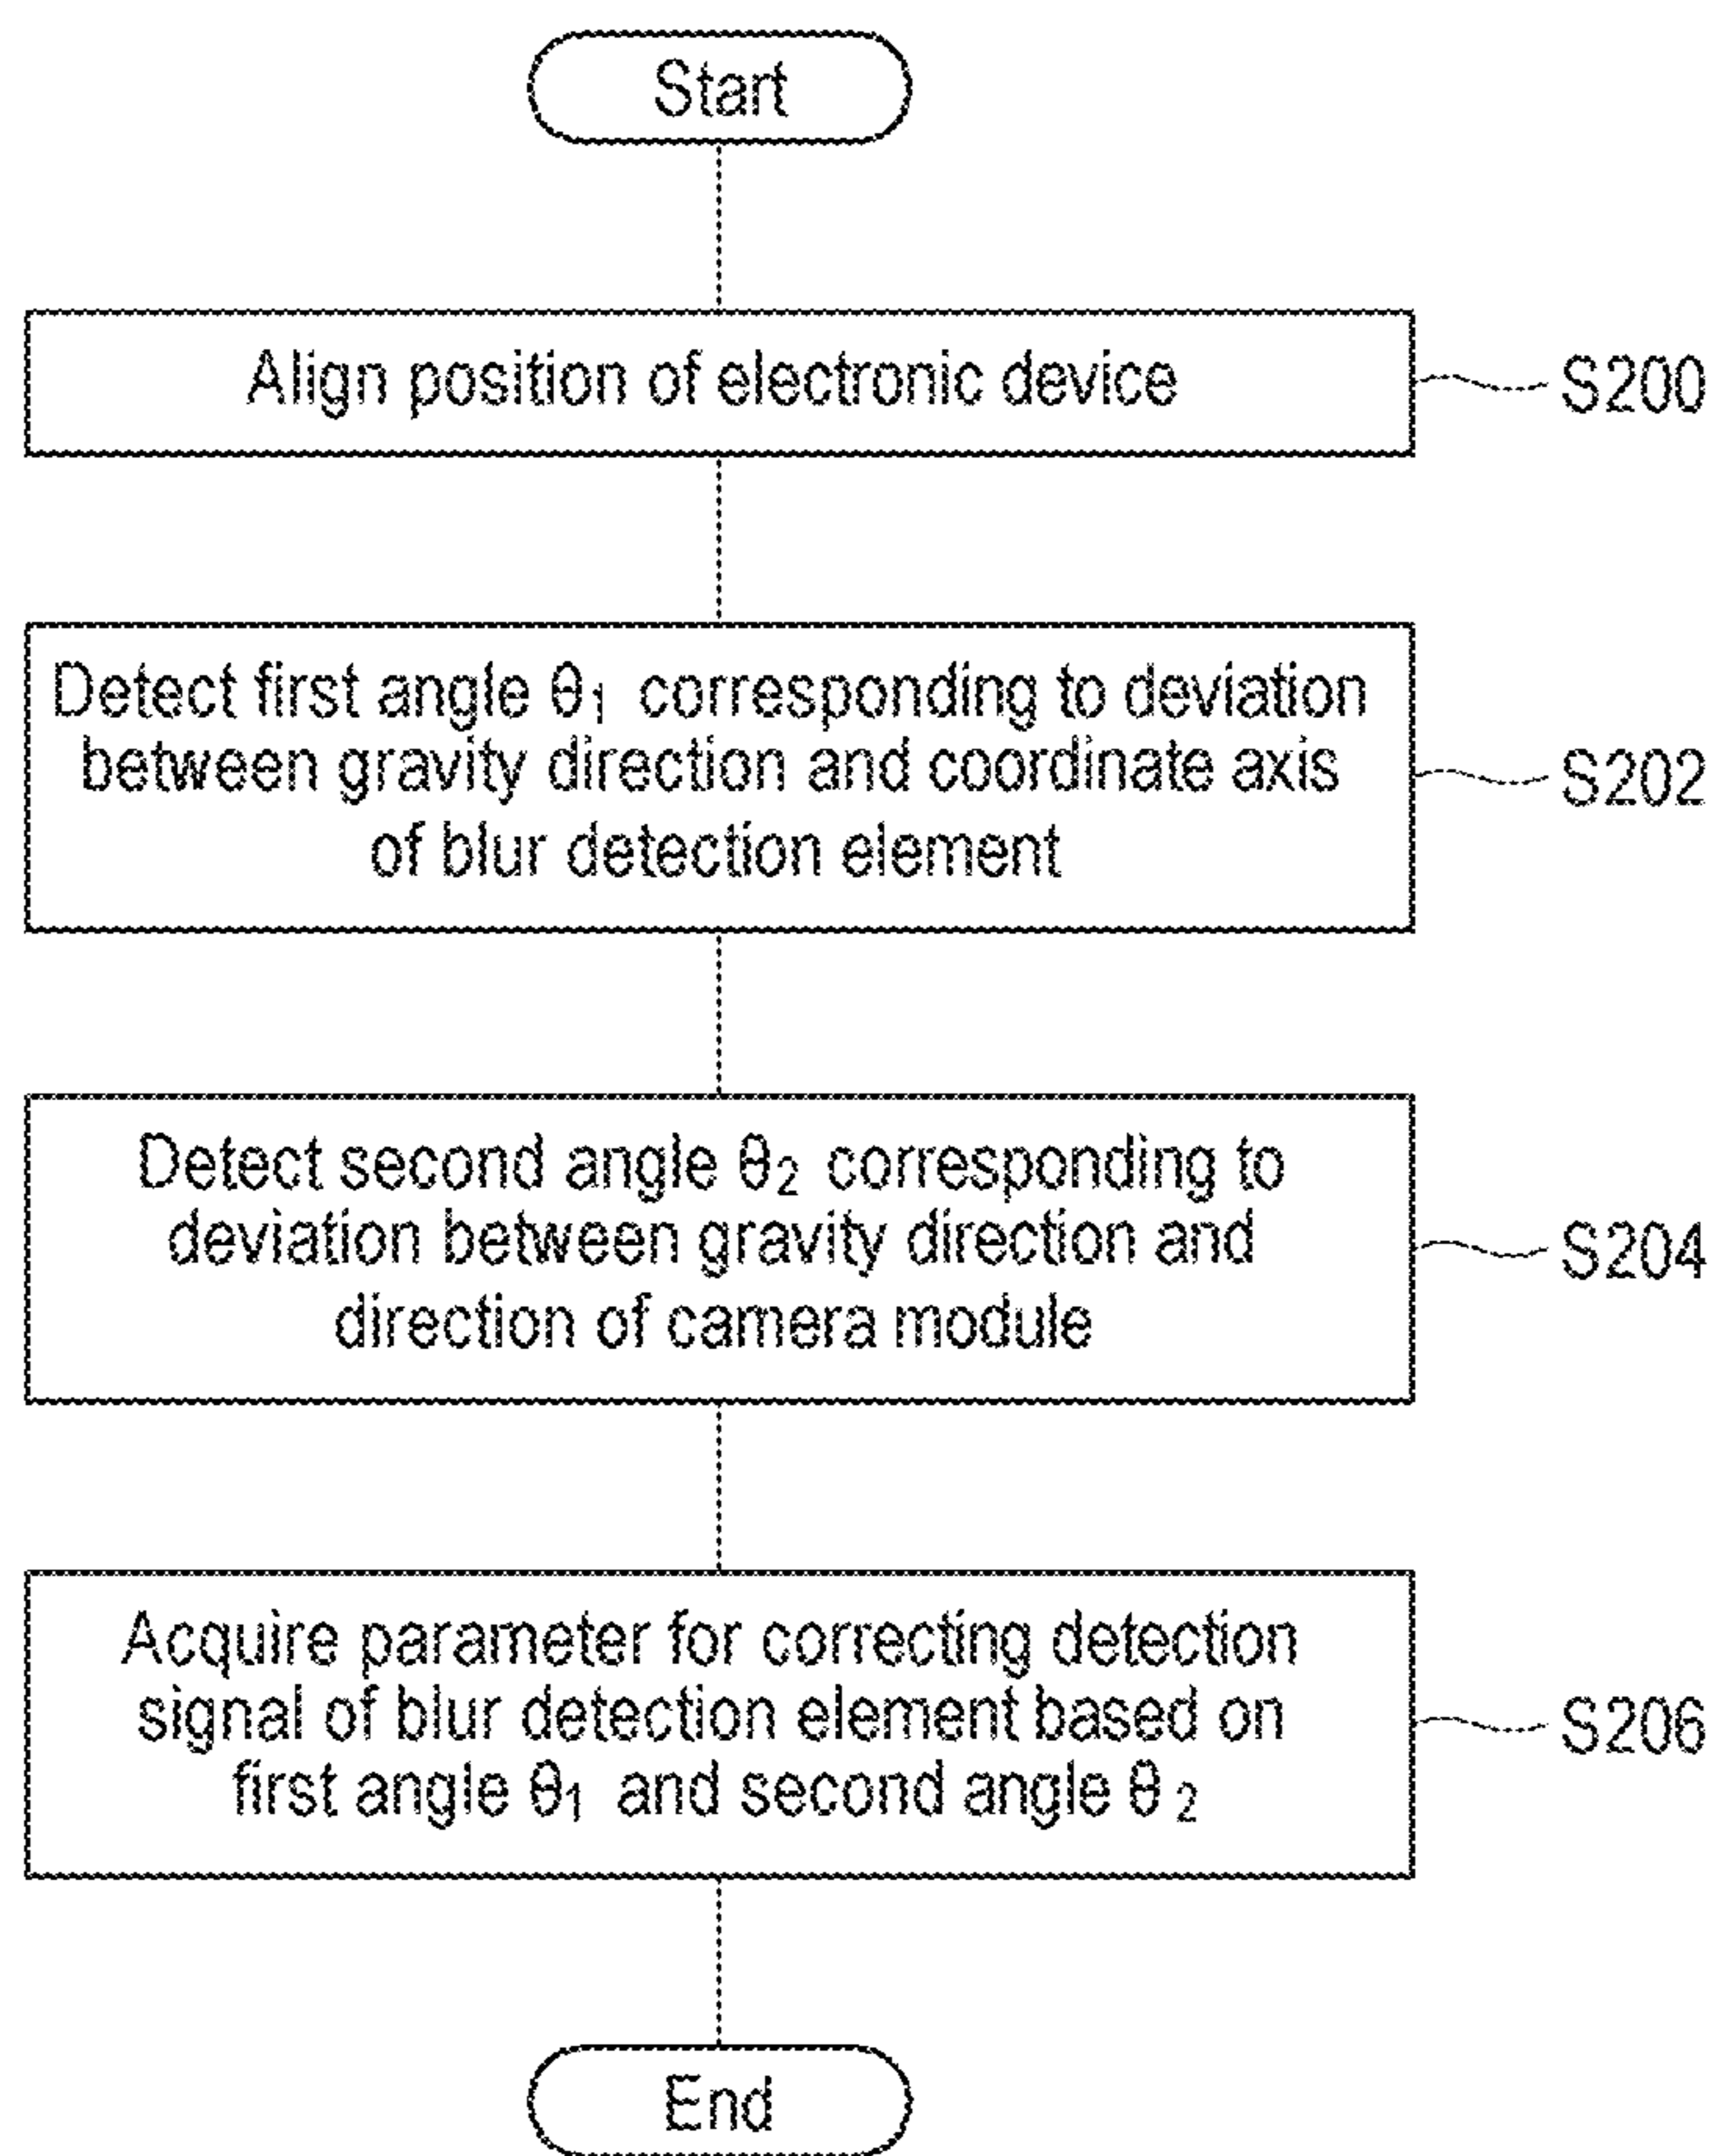 Start
Align position of electronic device
S200
Detect first angle θ₁ corresponding to deviation
between gravity direction and coordinate axis
of blur detection element
S202
Detect second angle θ₂ corresponding to
deviation between gravity direction and
direction of camera module
S204
Acquire parameter for correcting detection
signal of blur detection element based on
first angle θ₁ and second angle θ₂
S206
End